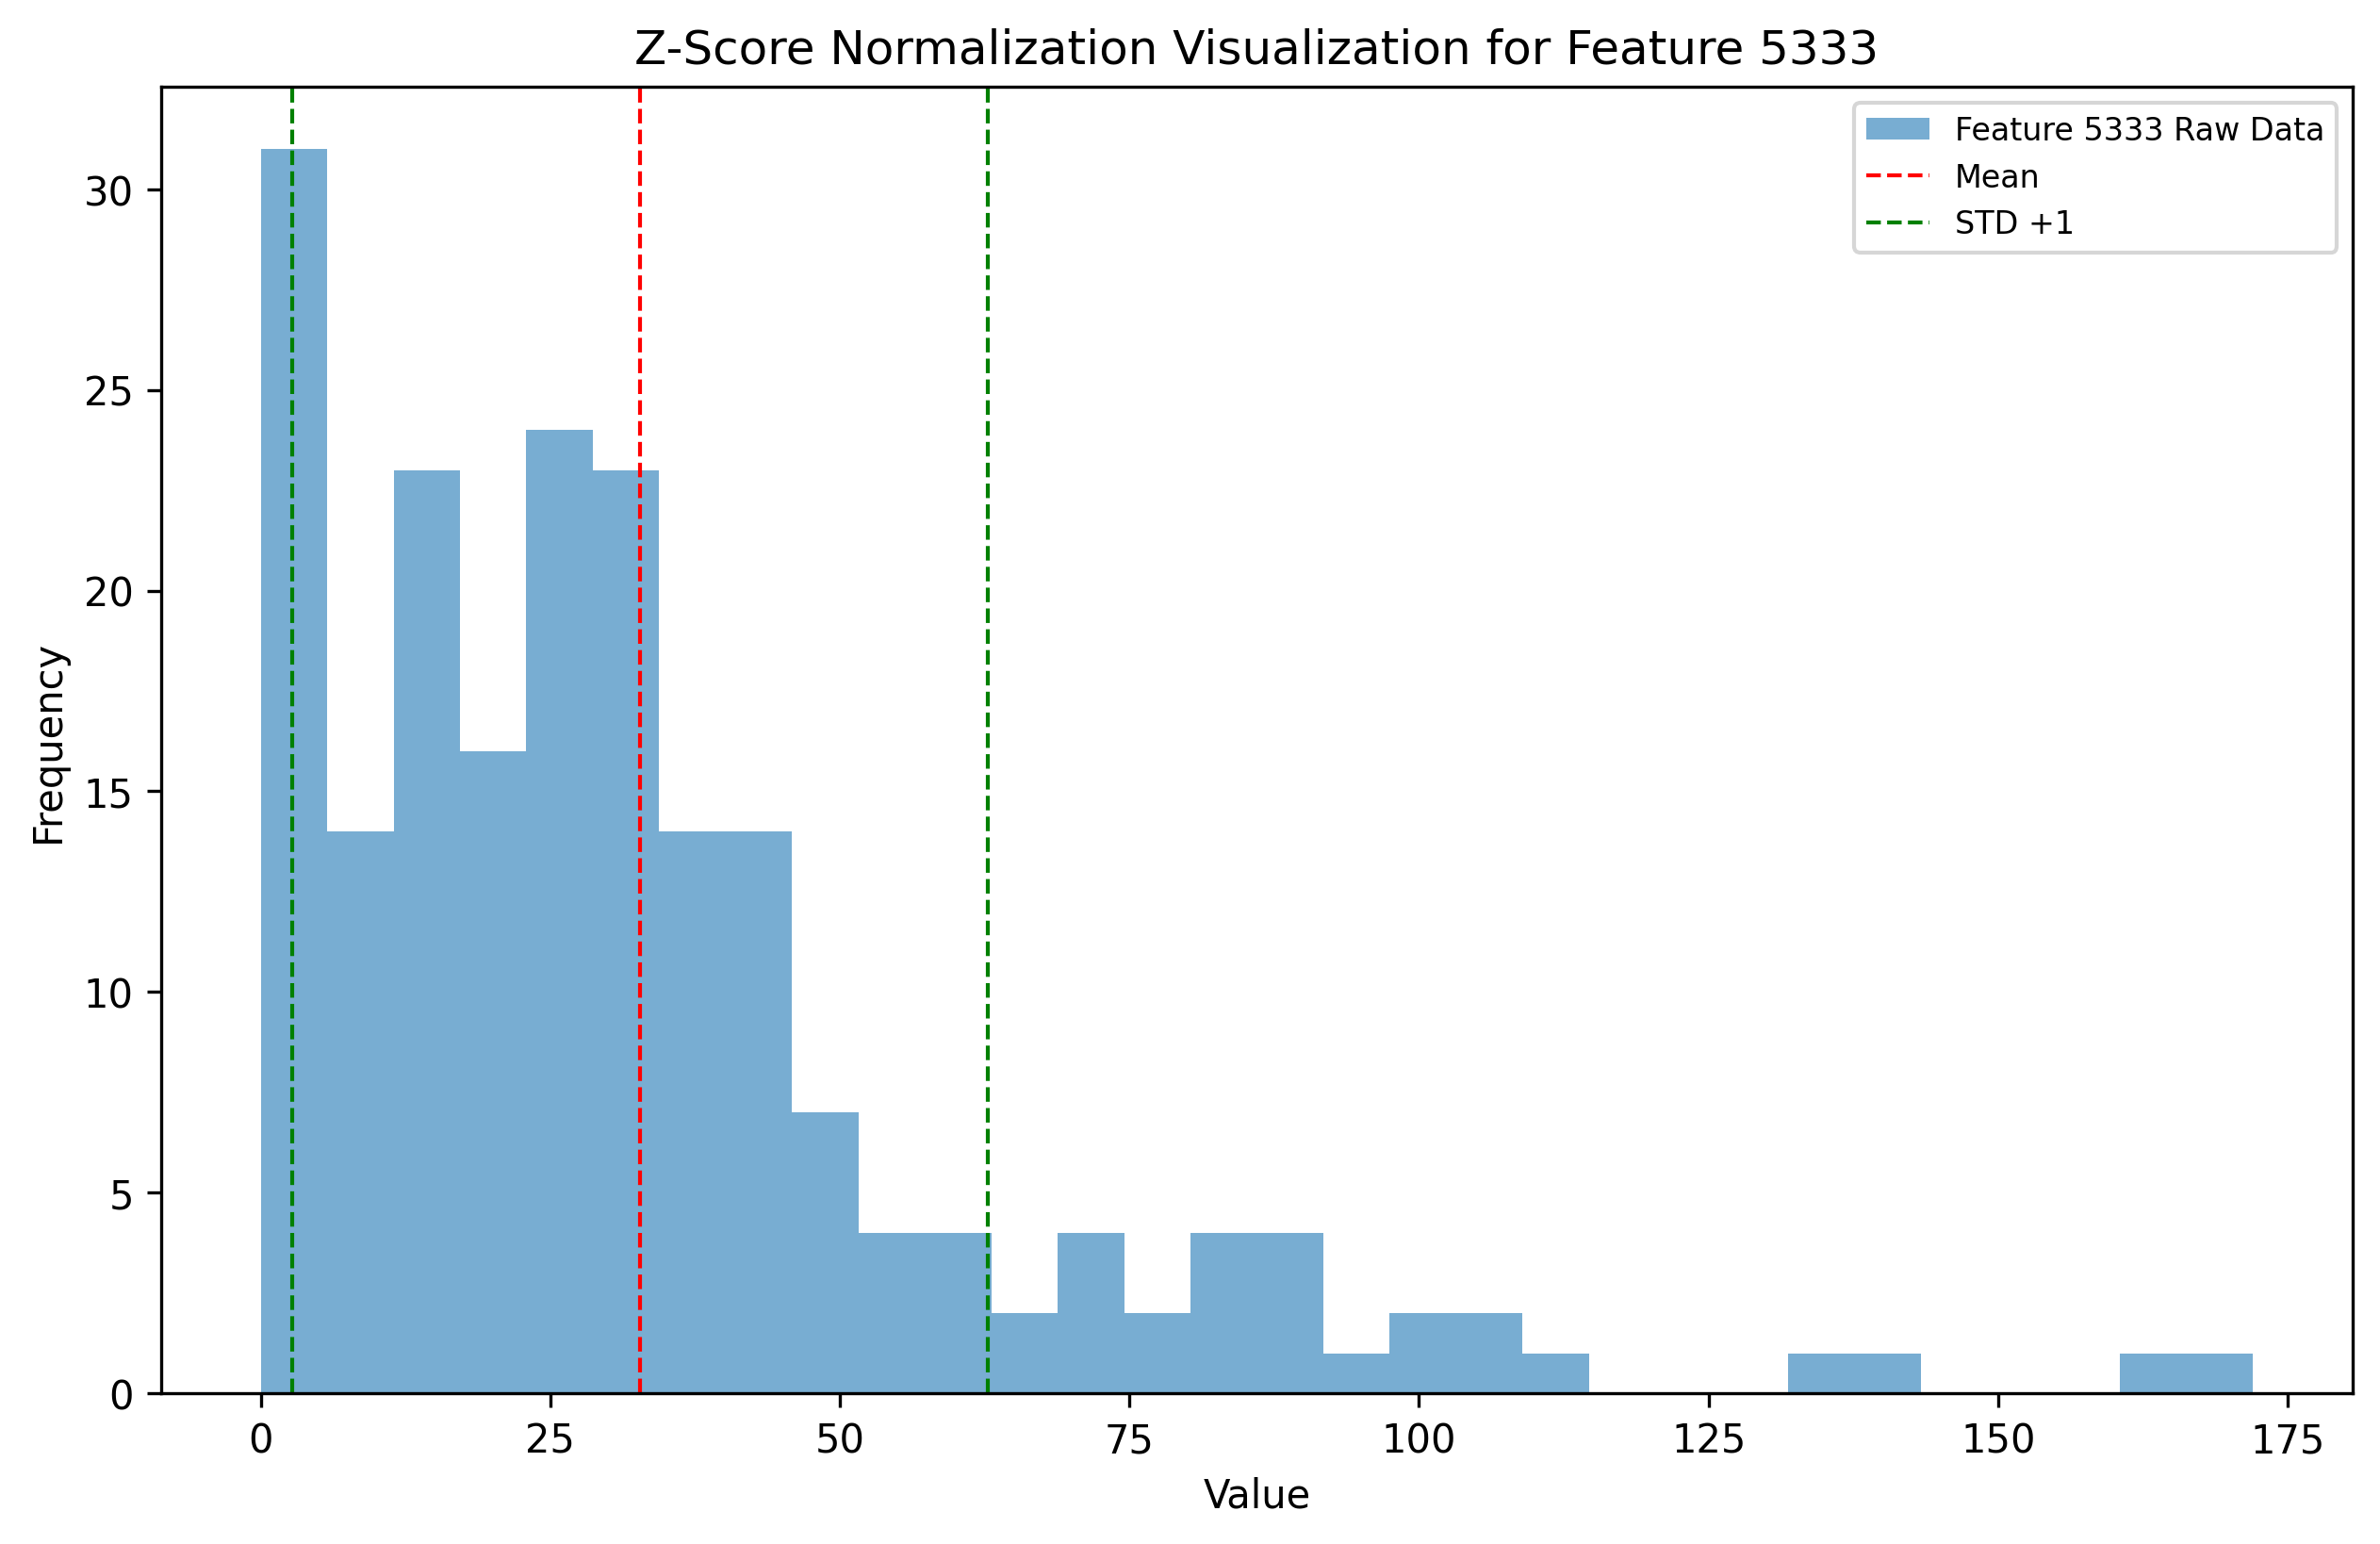 Z-Score Normalization Visualization for Feature 5333
Feature 5333 Raw Data
Mean
STD +1
Frequency
30
25
20
15
10
5
0
0 25 50 75 100 125 150 175
Value